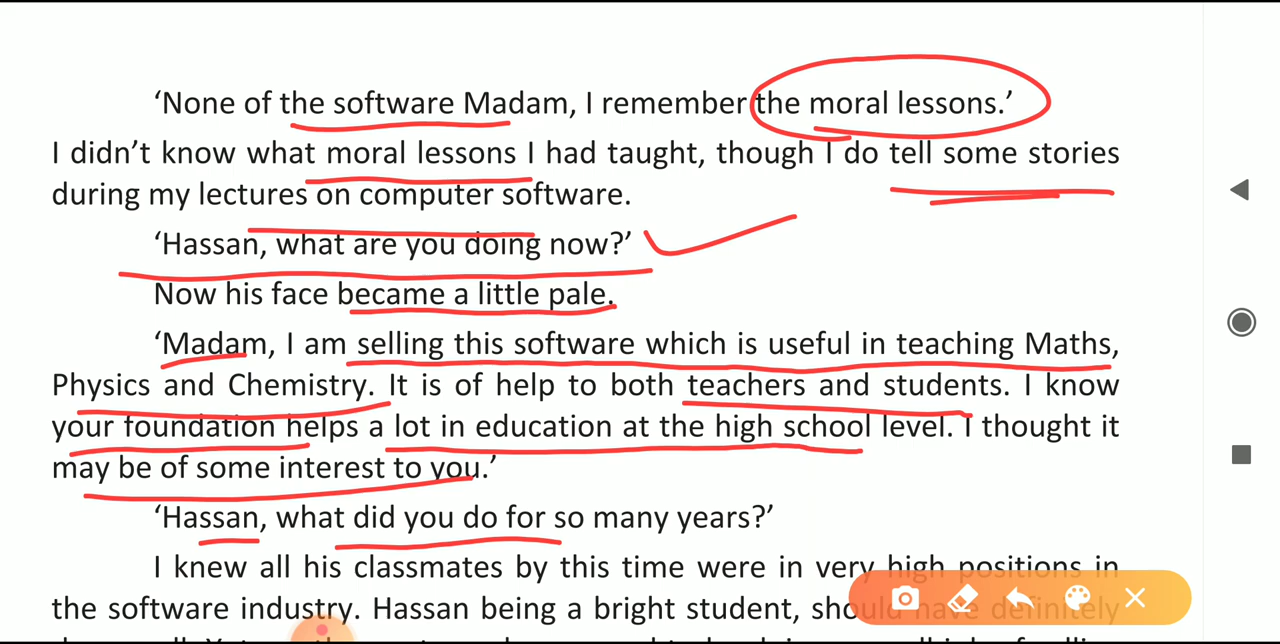 ‘None of the software Madam, I remember the moral lessons.’
I didn’t know what moral lessons I had taught, though I do tell some stories
during my lectures on computer software.
‘Hassan, what are you doing now?’
Now his face became a little pale.
‘Madam, I am selling this software which is useful in teaching Maths,
Physics and Chemistry. It is of help to both teachers and students. I know
your foundation helps a lot in education at the high school level. I thought it
may be of some interest to you.’
‘Hassan, what did you do for so many years?’
I knew all his classmates by this time were in very high positions in
the software industry. Hassan being a bright student, should have definitely